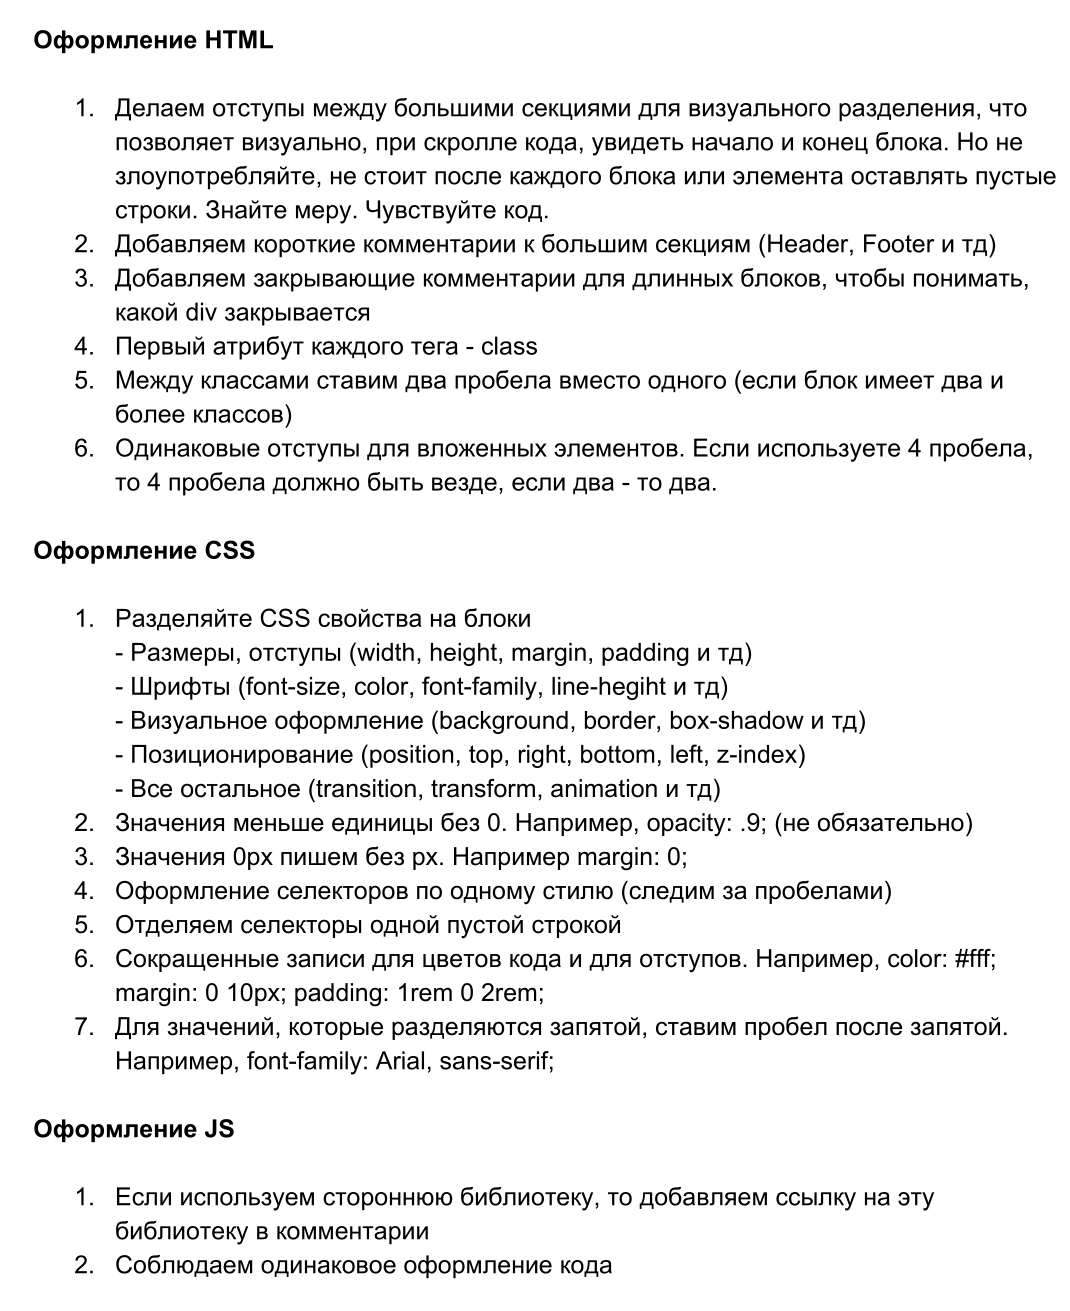 Оформление HTML
1. Делаем отступы между большими секциями для визуального разделения, что
позволяет визуально, при скролле кода, увидеть начало и конец блока. Но не
злоупотребляйте, не стоит после каждого блока или элемента оставлять пустые
строки. Знайте меру. Чувствуйте код.
2. Добавляем короткие комментарии к большим секциям (Header, Footer и тд)
3. Добавляем закрывающие комментарии для длинных блоков, чтобы понимать,
какой div закрывается
4. Первый атрибут каждого тега - class
5. Между классами ставим два пробела вместо одного (если блок имеет два и
более классов)
6. Одинаковые отступы для вложенных элементов. Если используете 4 пробела,
то 4 пробела должно быть везде, если два - то два.
Оформление CSS
1. Разделяйте CSS свойства на блоки
- Размеры, отступы (width, height, margin, padding и тд)
- Шрифты (font-size, color, font-family, line-hegiht и тд)
- Визуальное оформление (background, border, box-shadow и тд)
- Позиционирование (position, top, right, bottom, left, z-index)
- Все остальное (transition, transform, animation и тд)
2. Значения меньше единицы без 0. Например, opacity: .9; (не обязательно)
3. Значения 0px пишем без px. Например margin: 0;
4. Оформление селекторов по одному стилю (следим за пробелами)
5. Отделяем селекторы одной пустой строкой
6. Сокращенные записи для цветов кода и для отступов. Например, color: #fff;
margin: 0 10px; padding: 1rem 0 2rem;
7. Для значений, которые разделяются запятой, ставим пробел после запятой.
Например, font-family: Arial, sans-serif;
Оформление JS
1. Если используем стороннюю библиотеку, то добавляем ссылку на эту
библиотеку в комментарии
2. Соблюдаем одинаковое оформление кода